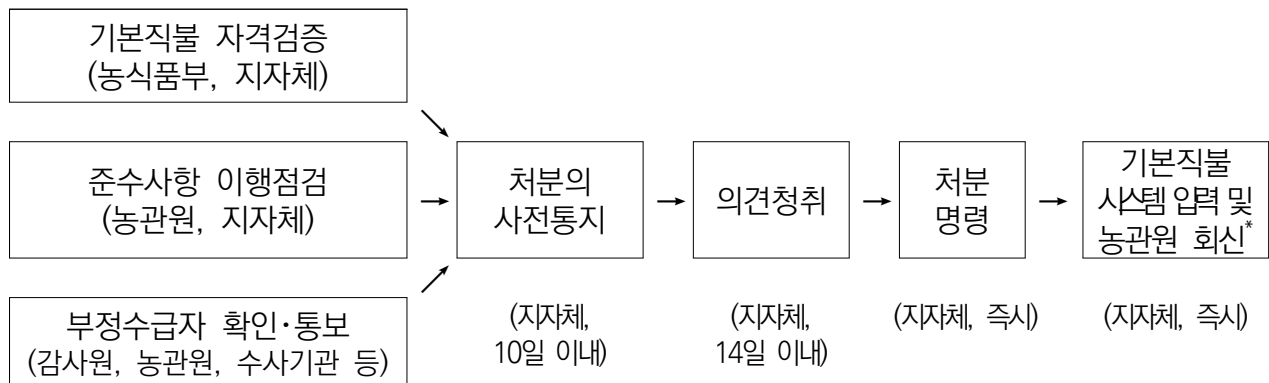 기본직불 자격검증
(농식품부, 지자체)
준수사항 이행점검
(농관원, 지자체)
부정수급자 확인·통보
(감사원, 농관원, 수사기관 등)
처분의
사전통지
(지자체,
10일 이내)
의견청취
(지자체,
14일 이내)
처분
명령
(지자체, 즉시)
기본직불
시스템 입력 및
농관원 회신*
(지자체, 즉시)